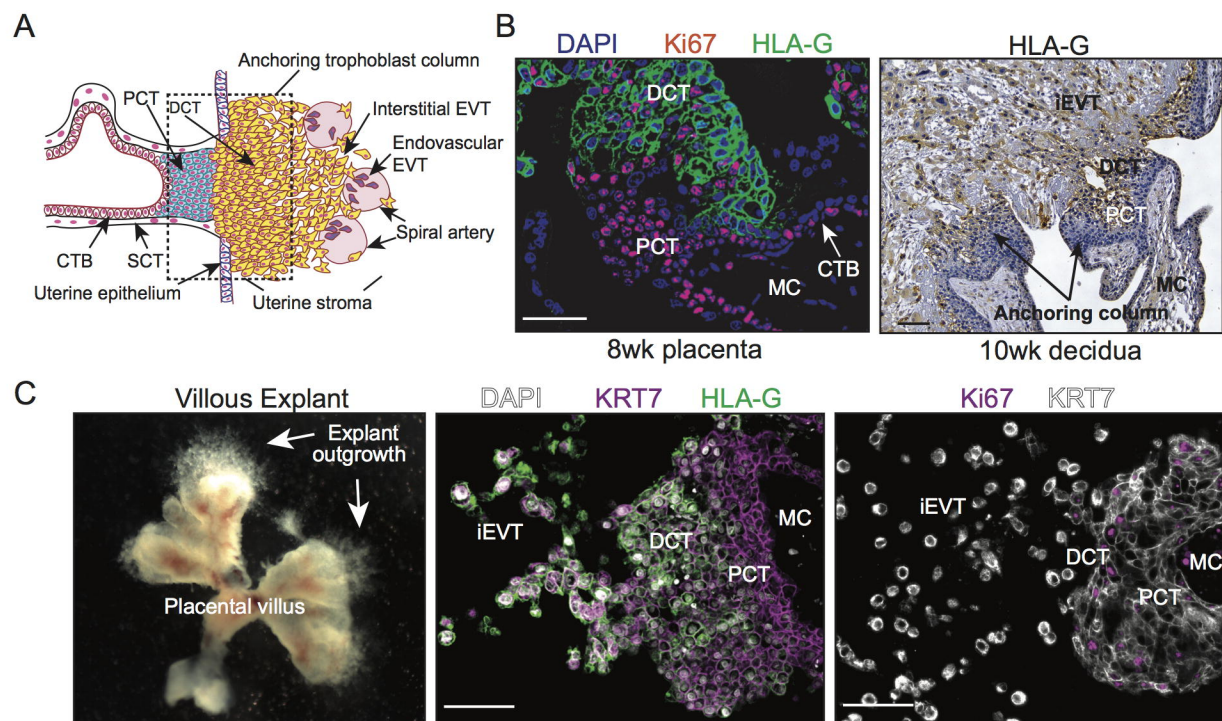 A
Anchoring trophoblast column
PCT
DCT
Interstitial EVT
Endovascular
EVT
Spiral artery
CTB
SCT
Uterine epithelium
Uterine stroma
B
DAPI Ki67 HLA-G
DCT
PCT
CTB
MC
8wk placenta
HLA-G
iEVT
DCT
PCT
MC
Anchoring column
10wk decidua
C
Villous Explant
Explant
outgrowth
Placental villus
DAPI KRT7 HLA-G
iEVT
DCT
PCT
MC
Ki67 KRT7
iEVT
DCT
PCT
MC